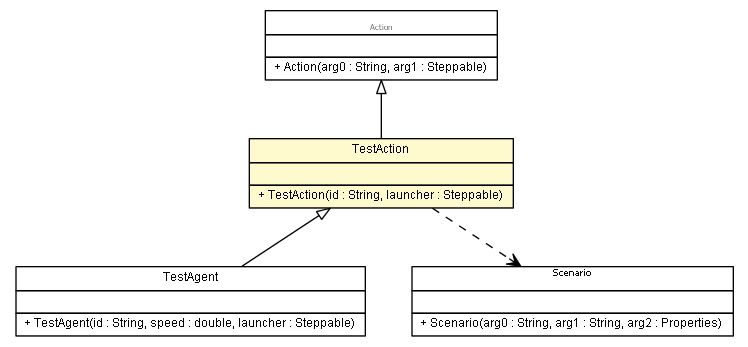 Action
+ Action(arg0 : String, arg1 : Steppable)
TestAction
+ TestAction(id : String, launcher : Steppable)
TestAgent
+ TestAgent(id : String, speed : double, launcher : Steppable)
Scenario
+ Scenario(arg0 : String, arg1 : String, arg2 : Properties)